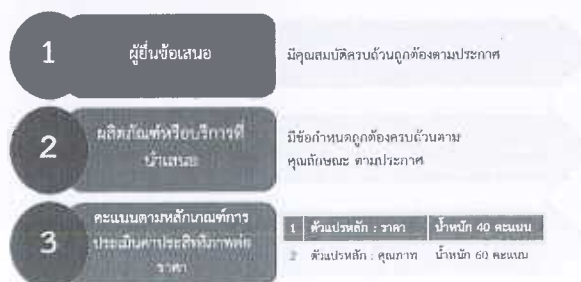 1 ผู้ยื่นข้อเสนอ มีคุณสมบัติครบถ้วนถูกต้องตามประกาศ
2 ผลิตภัณฑ์หรือบริการที่
นำเสนอ
มีข้อกำหนดถูกต้องครบถ้วนตาม
คุณลักษณะ ตามประกาศ
3 คะแนนตามหลักเกณฑ์การ
ประเมินค่าประสิทธิภาพต่อ
ราคา
1 ตัวแปรหลัก : ราคา น้ำหนัก 40 คะแนน
2 ตัวแปรหลัก : คุณภาพ น้ำหนัก 60 คะแนน